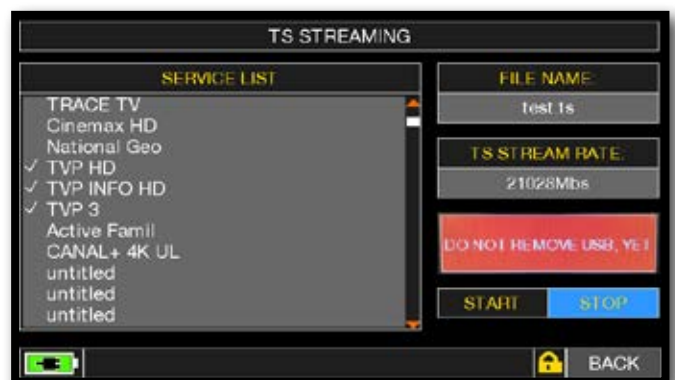 TS STREAMING
SERVICE LIST
TRACE TV
Cinemax HD
National Geo
✓ TVP HD
✓ TVP INFO HD
✓ TVP 3
Active Famil
CANAL+ 4K UL
untitled
untitled
untitled
FILE NAME:
test.ts
TS STREAM RATE:
21028Mbs
DO NOT REMOVE USB, YET
START
STOP
BACK